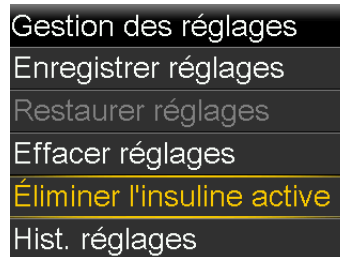 Gestion des réglages
Enregistrer réglages
Restaurer réglages
Effacer réglages
Éliminer l'insuline active
Hist. réglages